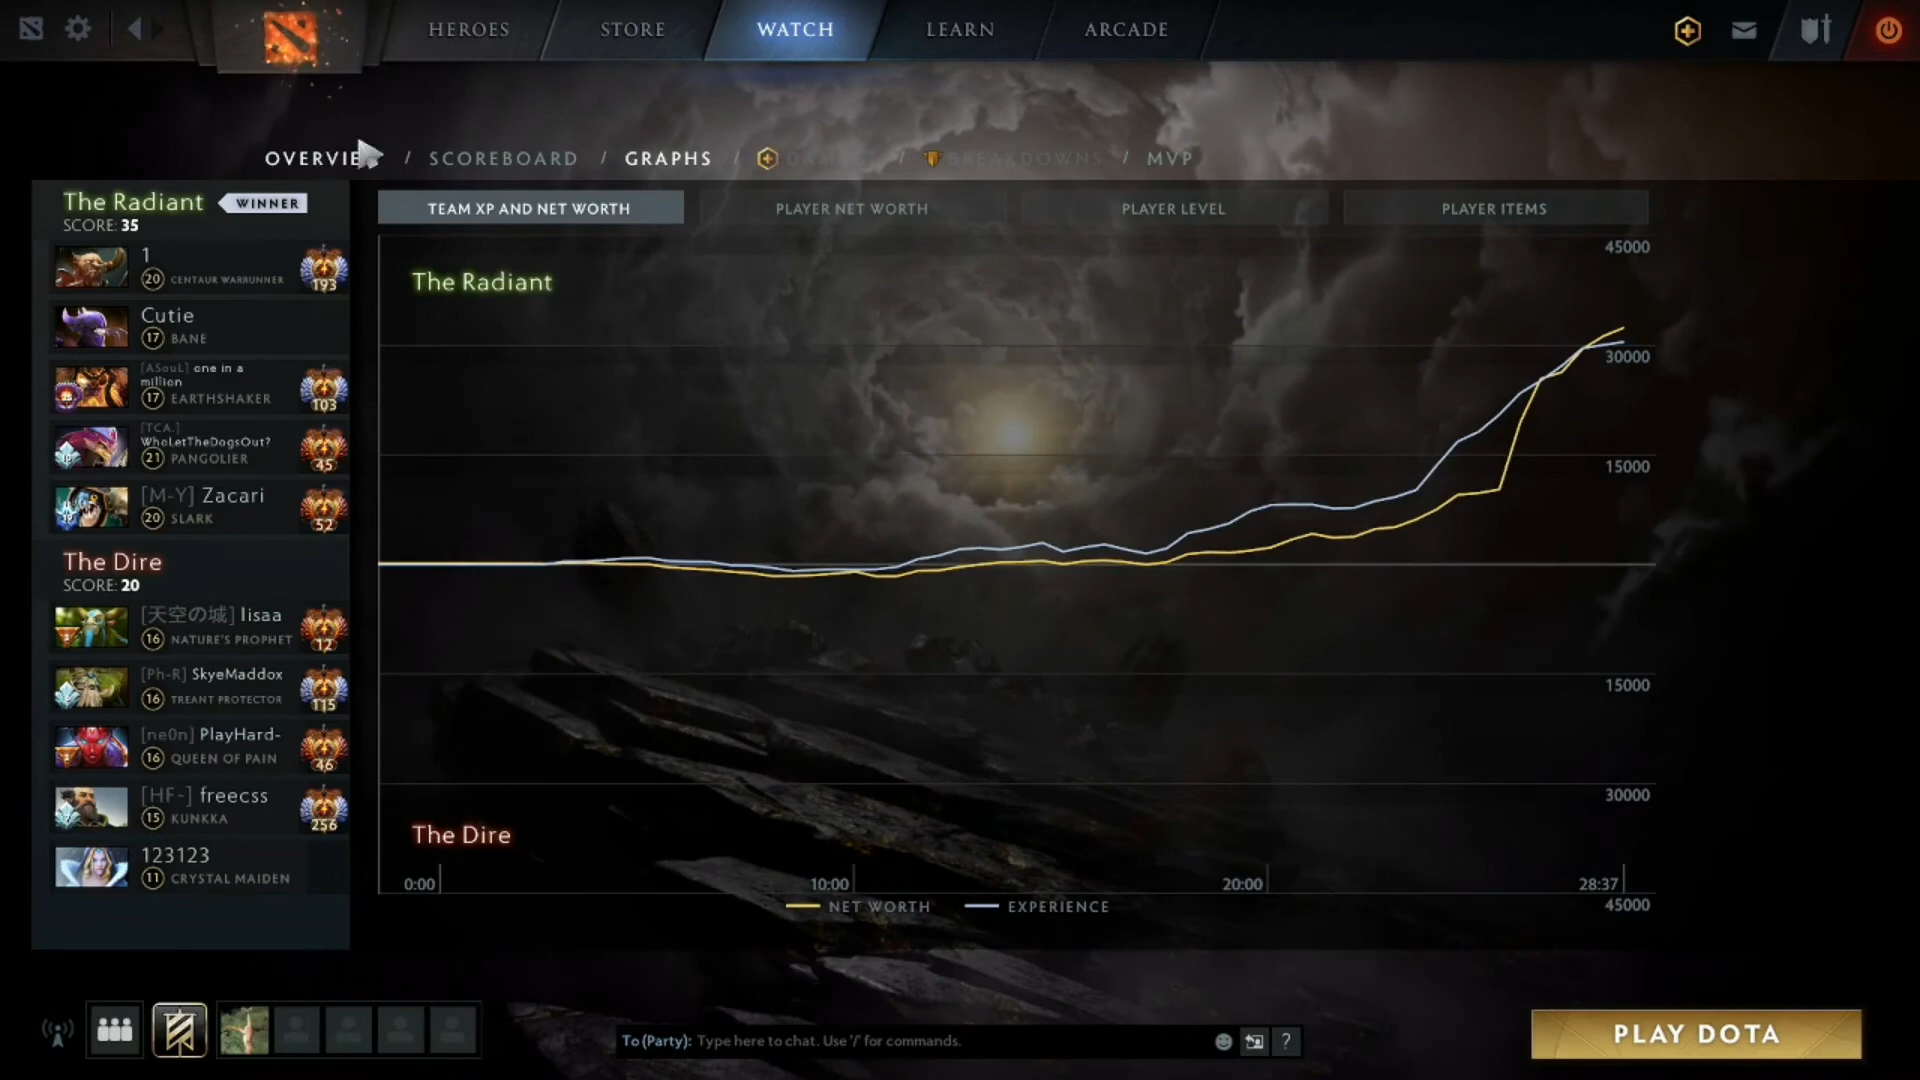 HEROES
STORE
WATCH
LEARN
ARCADE
OVERVIE
/ SCOREBOARD / GRAPHS / / BREAKDOWNS / MVP
The Radiant WINNER
SCORE: 35
1
20 CENTAUR WARRUNNER 193
Cutie
17 BANE
[ASouL] one in a
million
17 EARTHSHAKER 103
[TCA.]
WhoLetTheDogsOut?
21 PANGOLIER 45
[M-Y] Zacari
20 SLARK 52
The Dire
SCORE: 20
[天空の城] lisaa
16 NATURE'S PROPHET 12
[Ph-R] SkyeMaddox
16 TREANT PROTECTOR 115
[ne0n] PlayHard-
16 QUEEN OF PAIN 46
[HF-] freecss
15 KUNKKA 256
123123
11 CRYSTAL MAIDEN
TEAM XP AND NET WORTH
PLAYER NET WORTH
PLAYER LEVEL
PLAYER ITEMS
45000
The Radiant
30000
15000
15000
30000
The Dire
0:00 10:00 20:00 28:37
45000
NET WORTH EXPERIENCE
To (Party): Type here to chat. Use '/' for commands.
?
PLAY DOTA